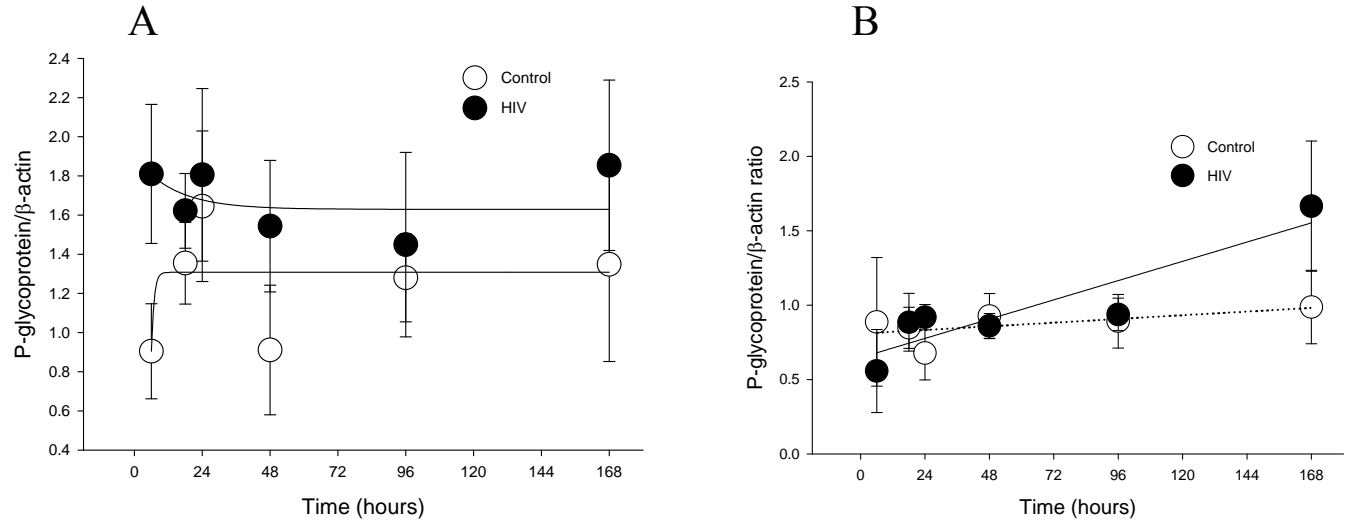 A
P-glycoprotein/β-actin
2.4
2.2
2.0
1.8
1.6
1.4
1.2
1.0
0.8
0.6
0.4
Control
HIV
0 24 48 72 96 120 144 168
Time (hours)
B
P-glycoprotein/β-actin ratio
2.5
2.0
1.5
1.0
0.5
0.0
Control
HIV
0 24 48 72 96 120 144 168
Time (hours)